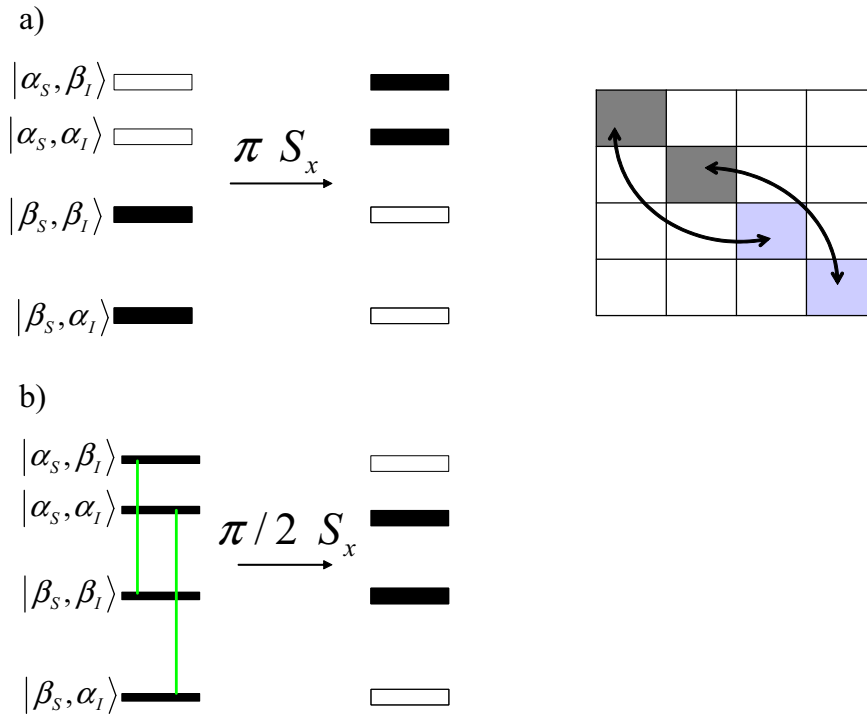 a)
|α_S, β_I⟩
|α_S, α_I⟩
π S_x
|β_S, β_I⟩
|β_S, α_I⟩
b)
|α_S, β_I⟩
|α_S, α_I⟩
π/2 S_x
|β_S, β_I⟩
|β_S, α_I⟩